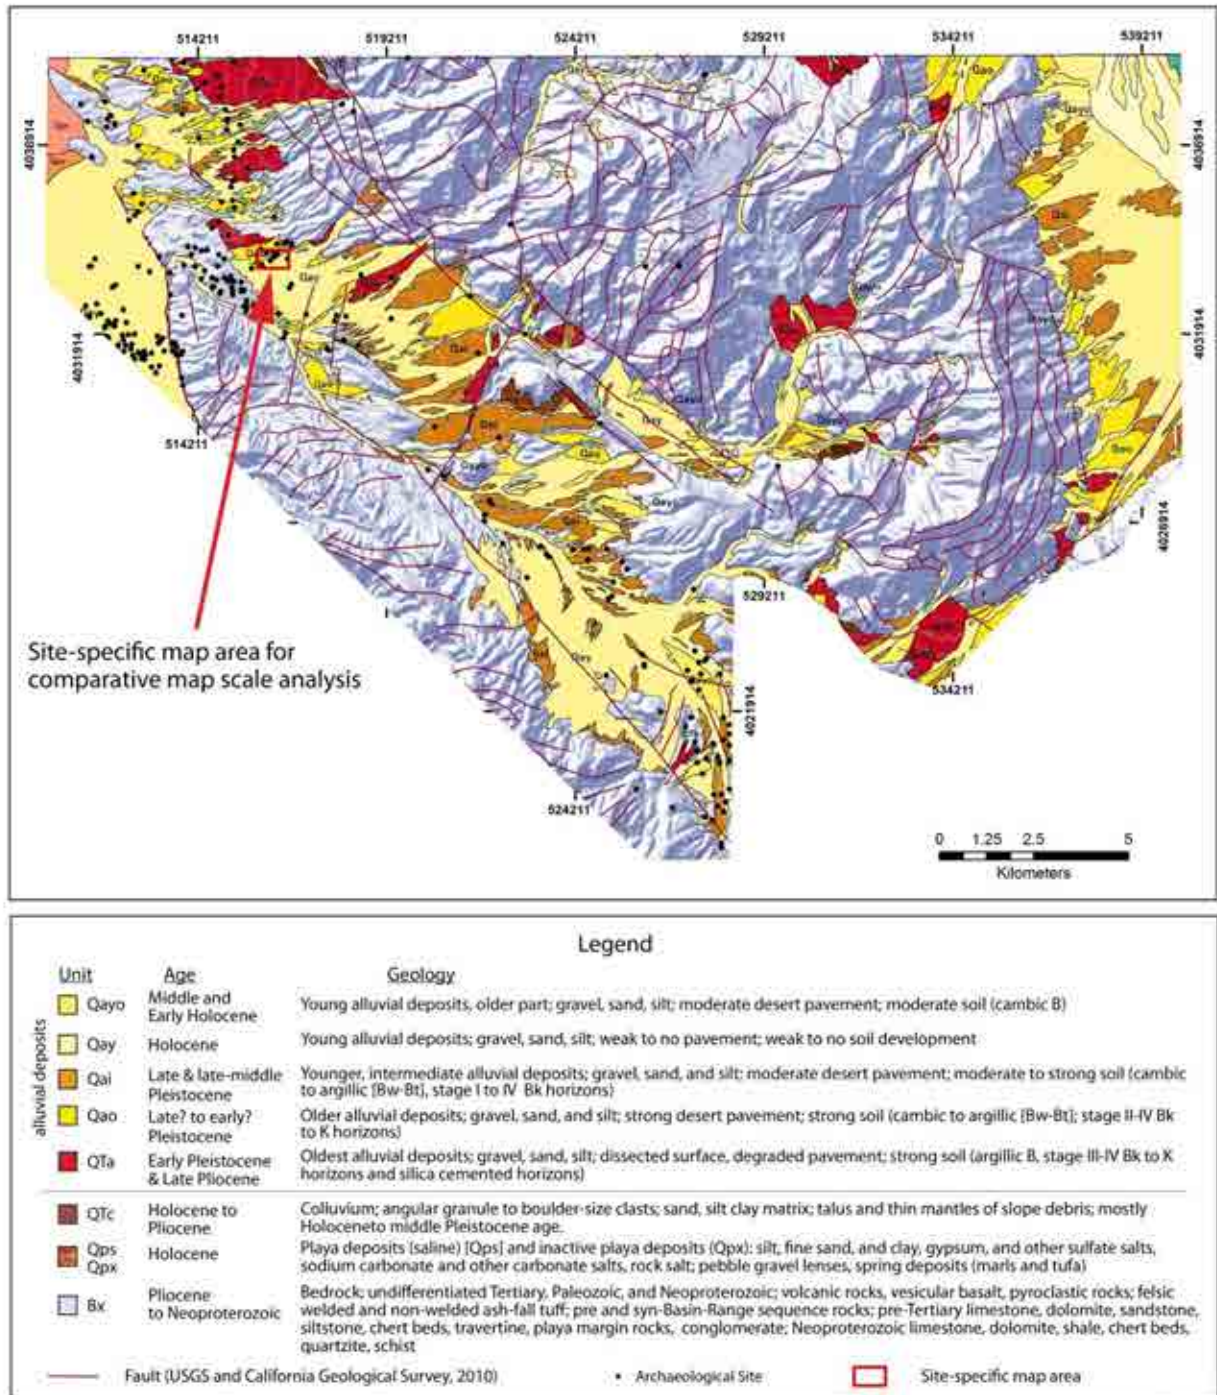 514211 519211 524211 529211 534211 539211
4036914 4036914
Qao
Qay
Qai
4031914 4031914
Qai
Qay
Qai
Qao
514211
Qayo
Qay
Qai
4026914
529211
Qay
534211
4021914
524211
Site-specific map area for
comparative map scale analysis
0 1.25 2.5 5
Kilometers
Legend
Unit Age Geology
alluvial deposits
Qayo Middle and Early Holocene Young alluvial deposits, older part; gravel, sand, silt; moderate desert pavement; moderate soil (cambic B)
Qay Holocene Young alluvial deposits; gravel, sand, silt; weak to no pavement; weak to no soil development
Qai Late & late-middle Pleistocene Younger, intermediate alluvial deposits; gravel, sand, and silt; moderate desert pavement; moderate to strong soil (cambic
to argillic [Bw-Bt], stage I to IV Bk horizons)
Qao Late? to early? Pleistocene Older alluvial deposits; gravel, sand, and silt; strong desert pavement; strong soil (cambic to argillic [Bw-Bt]; stage II-IV Bk
to K horizons)
QTa Early Pleistocene & Late Pliocene Oldest alluvial deposits; gravel, sand, silt; dissected surface, degraded pavement; strong soil (argillic B, stage III-IV Bk to K
horizons and silica cemented horizons)
QTc Holocene to Pliocene Colluvium; angular granule to boulder-size clasts; sand, silt clay matrix; talus and thin mantles of slope debris; mostly
Holoceneto middle Pleistocene age.
Qps Qpx Holocene Playa deposits (saline) [Qps] and inactive playa deposits (Qpx): silt, fine sand, and clay, gypsum, and other sulfate salts,
sodium carbonate and other carbonate salts, rock salt; pebble gravel lenses, spring deposits (marls and tufa)
Bx Pliocene to Neoproterozoic Bedrock; undifferentiated Tertiary, Paleozoic, and Neoproterozoic; volcanic rocks, vesicular basalt, pyroclastic rocks; felsic
welded and non-welded ash-fall tuff; pre and syn-Basin-Range sequence rocks; pre-Tertiary limestone, dolomite, sandstone,
siltstone, chert beds, travertine, playa margin rocks, conglomerate; Neoproterozoic limestone, dolomite, shale, chert beds,
quartzite, schist
Fault (USGS and California Geological Survey, 2010) Archaeological Site Site-specific map area